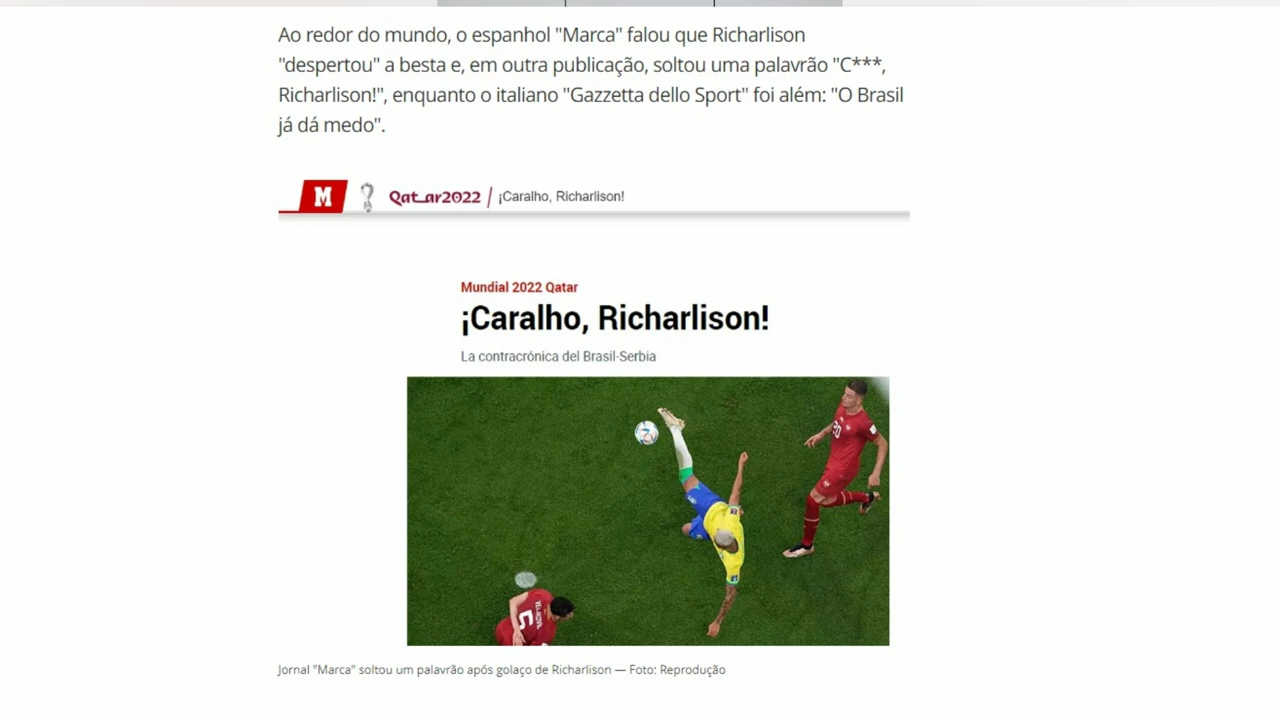 Ao redor do mundo, o espanhol "Marca" falou que Richarlison
"despertou" a besta e, em outra publicação, soltou uma palavrão "C***,
Richarlison!", enquanto o italiano "Gazzetta dello Sport" foi além: "O Brasil
já dá medo".
M Qatar2022 / ¡Caralho, Richarlison!
Mundial 2022 Qatar
¡Caralho, Richarlison!
La contracrónica del Brasil-Serbia
20
5
Jornal "Marca" soltou um palavrão após golaço de Richarlison — Foto: Reprodução